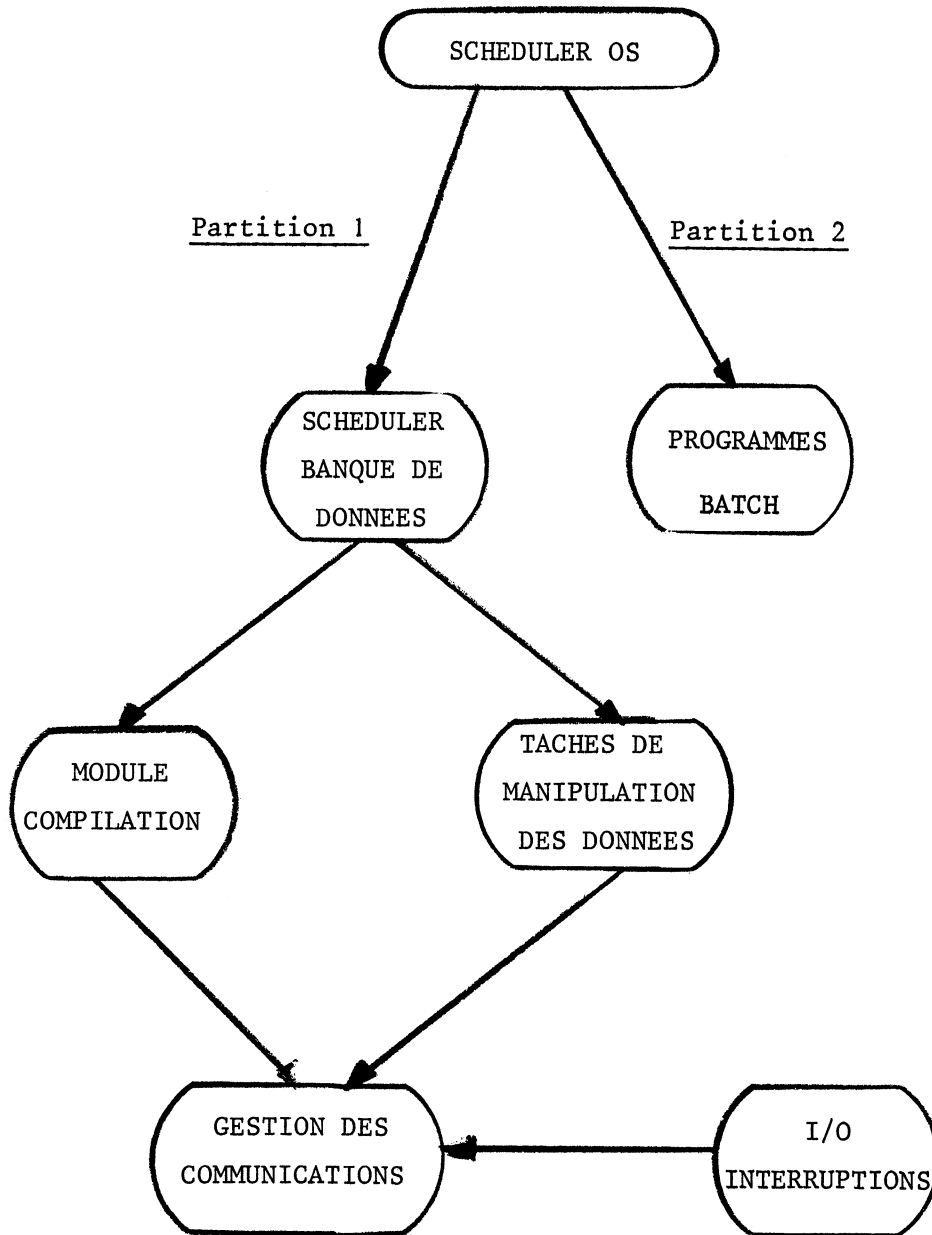 SCHEDULER OS
Partition 1
Partition 2
SCHEDULER
BANQUE DE
DONNEES
PROGRAMMES
BATCH
MODULE
COMPILATION
TACHES DE
MANIPULATION
DES DONNEES
GESTION DES
COMMUNICATIONS
I/O
INTERRUPTIONS